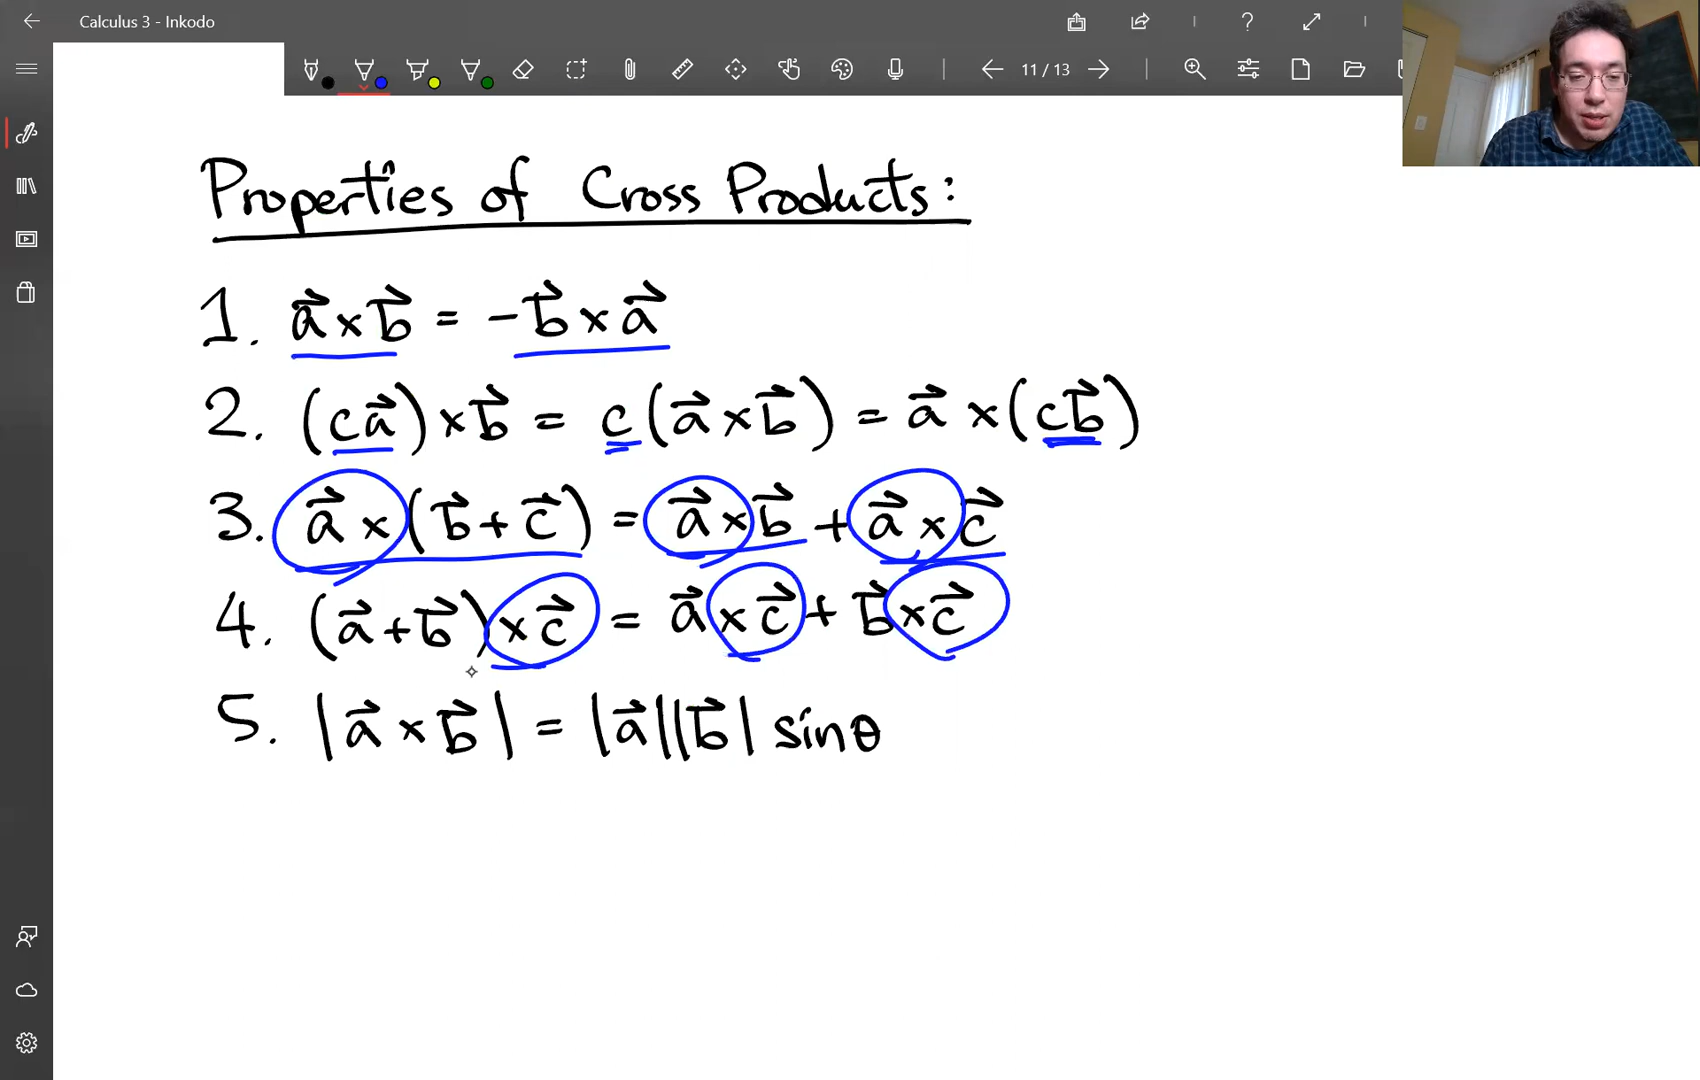 Calculus 3 - Inkodo
11 / 13
Properties of Cross Products:
1. a⃗ × b⃗ = -b⃗ × a⃗
2. (ca⃗) × b⃗ = c(a⃗ × b⃗) = a⃗ × (cb⃗)
3. a⃗ × (b⃗ + c⃗) = a⃗ × b⃗ + a⃗ × c⃗
4. (a⃗ + b⃗) × c⃗ = a⃗ × c⃗ + b⃗ × c⃗
5. |a⃗ × b⃗| = |a⃗||b⃗| sinθ